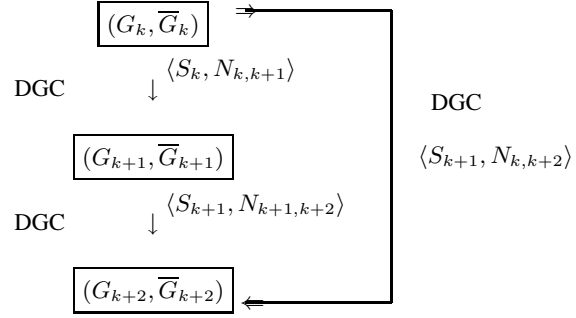 (G_k, \overline{G}_k) ⇒
DGC ↓ ⟨S_k, N_{k,k+1}⟩
DGC
(G_{k+1}, \overline{G}_{k+1})
⟨S_{k+1}, N_{k,k+2}⟩
DGC ↓ ⟨S_{k+1}, N_{k+1,k+2}⟩
(G_{k+2}, \overline{G}_{k+2}) ⇐